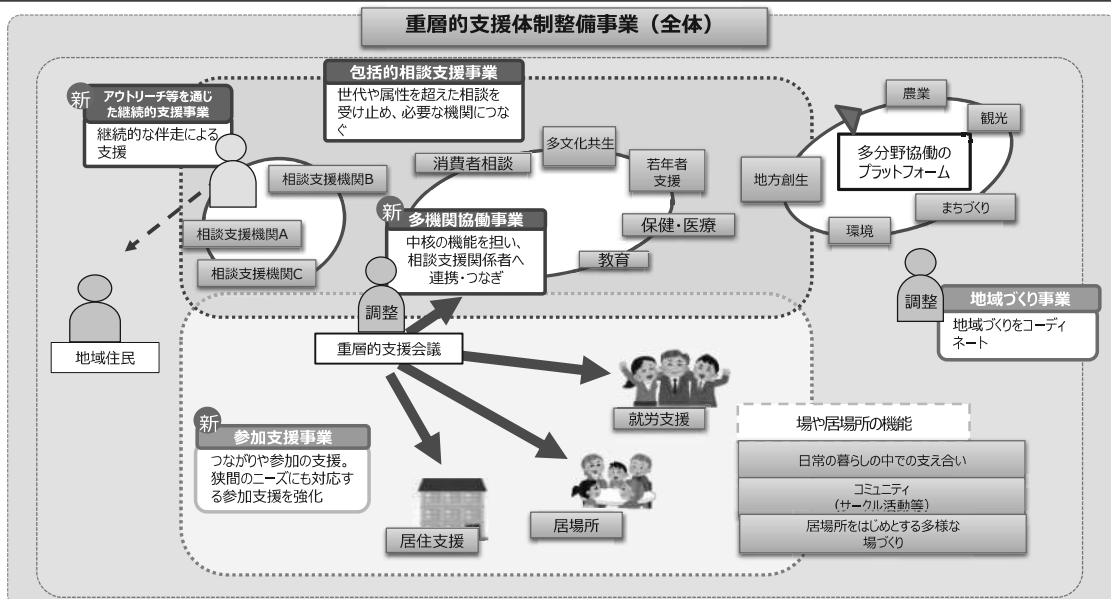 重層的支援体制整備事業（全体）
新
アウトリーチ等を通じ
た継続的支援事業
継続的な伴走による
支援
包括的相談支援事業
世代や属性を超えた相談を
受け止め、必要な機関につな
ぐ
相談支援機関B
相談支援機関A
相談支援機関C
消費者相談
多文化共生
若年者
支援
保健・医療
教育
新
多機関協働事業
中核の機能を担い、
相談支援関係者へ
連携・つなぎ
調整
重層的支援会議
農業
観光
多分野協働の
プラットフォーム
地方創生
まちづくり
環境
調整
地域づくり事業
地域づくりをコーディ
ネート
地域住民
新
参加支援事業
つながりや参加の支援。
狭間のニーズにも対応す
る参加支援を強化
就労支援
居場所
居住支援
場や居場所の機能
日常の暮らしの中での支え合い
コミュニティ
(サークル活動等)
居場所をはじめとする多様な
場づくり